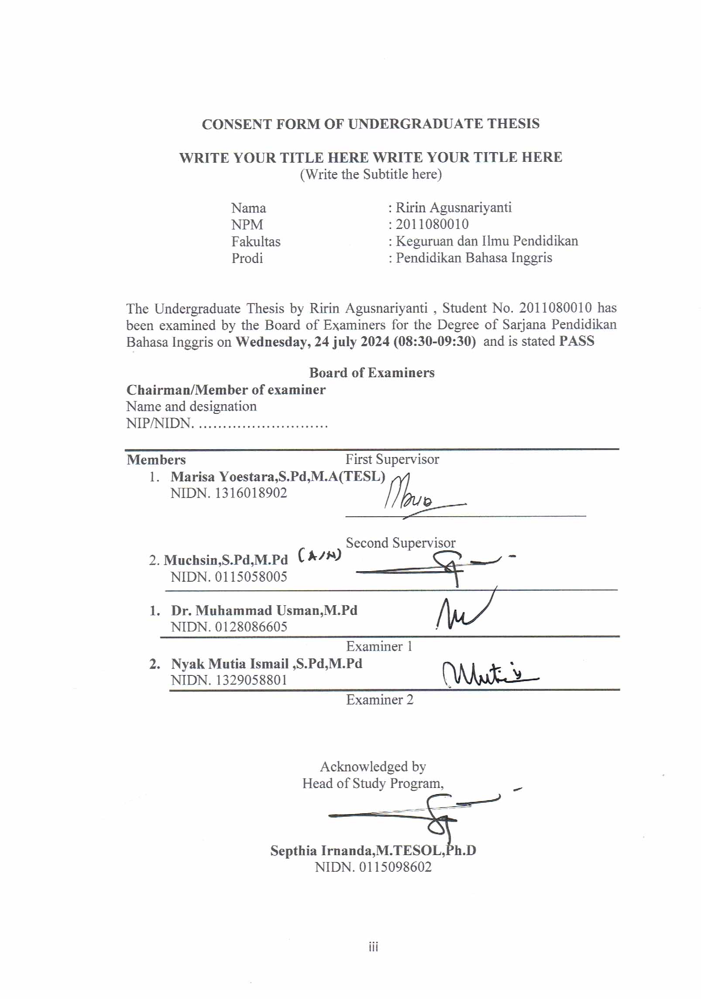 CONSENT FORM OF UNDERGRADUATE THESIS
WRITE YOUR TITLE HERE WRITE YOUR TITLE HERE
(Write the Subtitle here)
Nama : Ririn Agusnariyanti
NPM : 2011080010
Fakultas : Keguruan dan Ilmu Pendidikan
Prodi : Pendidikan Bahasa Inggris
The Undergraduate Thesis by Ririn Agusnariyanti , Student No. 2011080010 has
been examined by the Board of Examiners for the Degree of Sarjana Pendidikan
Bahasa Inggris on Wednesday, 24 july 2024 (08:30-09:30) and is stated PASS
Board of Examiners
Chairman/Member of examiner
Name and designation
NIP/NIDN. ...........................
Members First Supervisor
1. Marisa Yoestara,S.Pd,M.A(TESL)
NIDN. 1316018902
Second Supervisor
2. Muchsin,S.Pd,M.Pd (A/N)
NIDN. 0115058005
1. Dr. Muhammad Usman,M.Pd
NIDN. 0128086605
Examiner 1
2. Nyak Mutia Ismail ,S.Pd,M.Pd
NIDN. 1329058801
Examiner 2
Acknowledged by
Head of Study Program,
Septhia Irnanda,M.TESOL,Ph.D
NIDN. 0115098602
iii